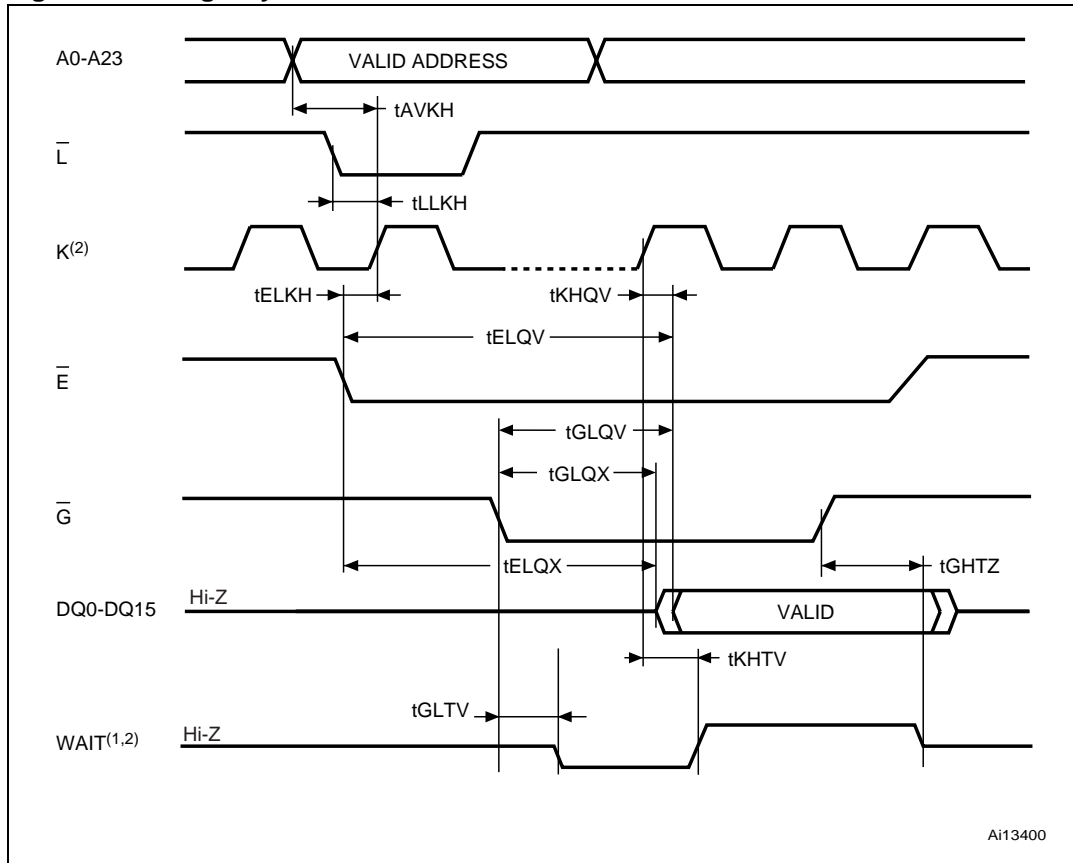 A0-A23
VALID ADDRESS
tAVKH
L
tLLKH
K(2)
tELKH
tKHQV
tELQV
E
tGLQV
tGLQX
G
tELQX
tGHTZ
DQ0-DQ15
Hi-Z
VALID
tKHTV
tGLTV
WAIT(1,2)
Hi-Z
Ai13400